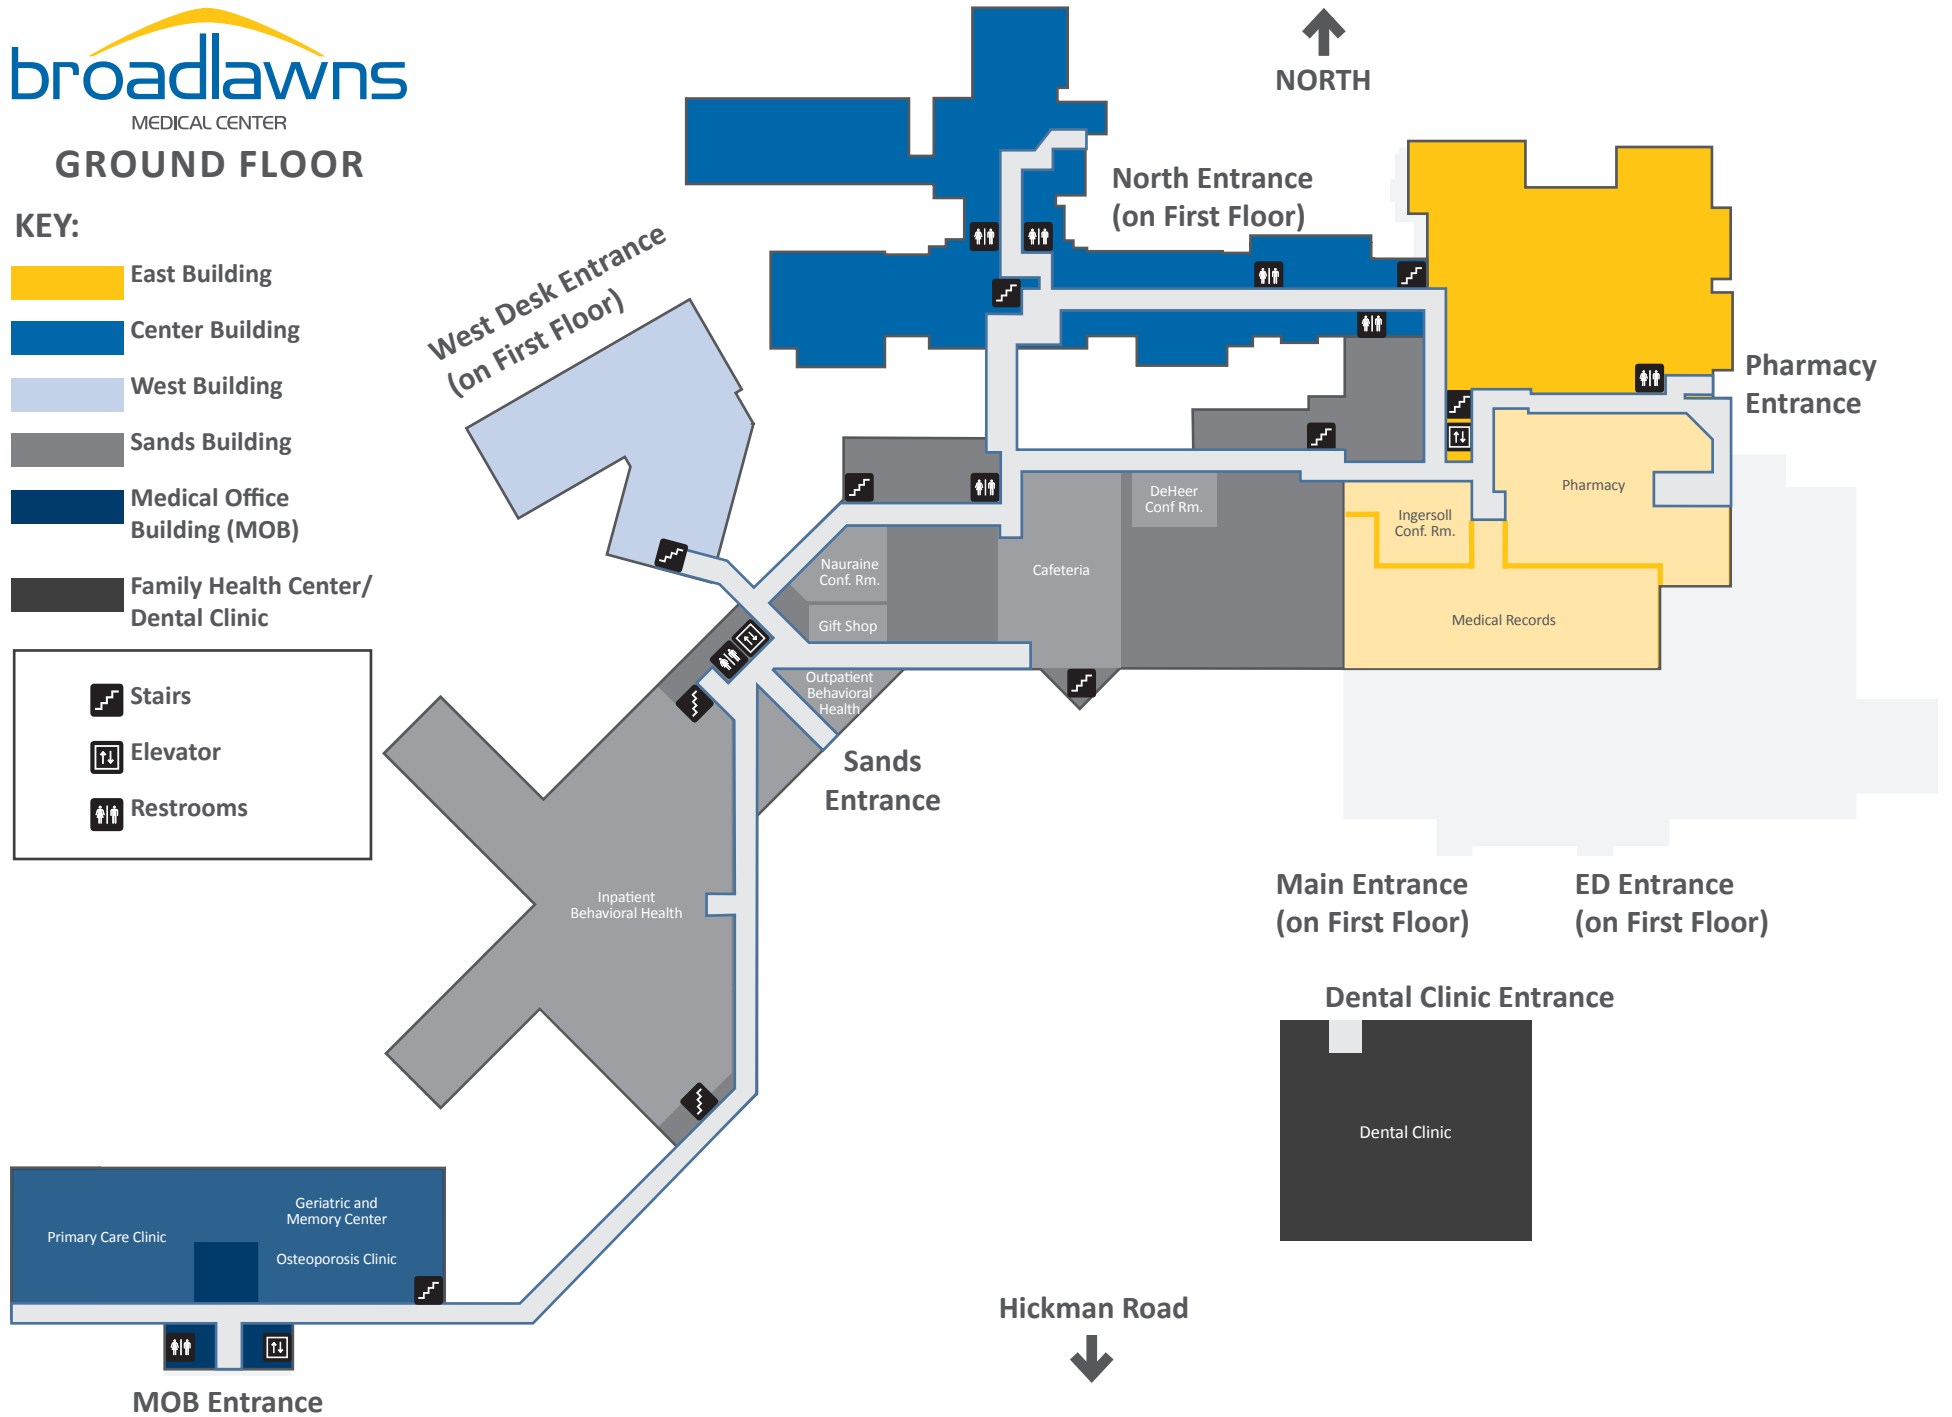 broadlawns
MEDICAL CENTER
GROUND FLOOR
KEY:
East Building
Center Building
West Building
Sands Building
Medical Office
Building (MOB)
Family Health Center/
Dental Clinic
Stairs
Elevator
Restrooms
NORTH
North Entrance
(on First Floor)
West Desk Entrance
(on First Floor)
Pharmacy
Entrance
Pharmacy
DeHeer
Conf Rm.
Ingersoll
Conf. Rm.
Nauraine
Conf. Rm.
Cafeteria
Gift Shop
Medical Records
Outpatient
Behavioral
Health
Sands
Entrance
Inpatient
Behavioral Health
Main Entrance
(on First Floor)
ED Entrance
(on First Floor)
Dental Clinic Entrance
Dental Clinic
Geriatric and
Memory Center
Primary Care Clinic
Osteoporosis Clinic
Hickman Road
MOB Entrance